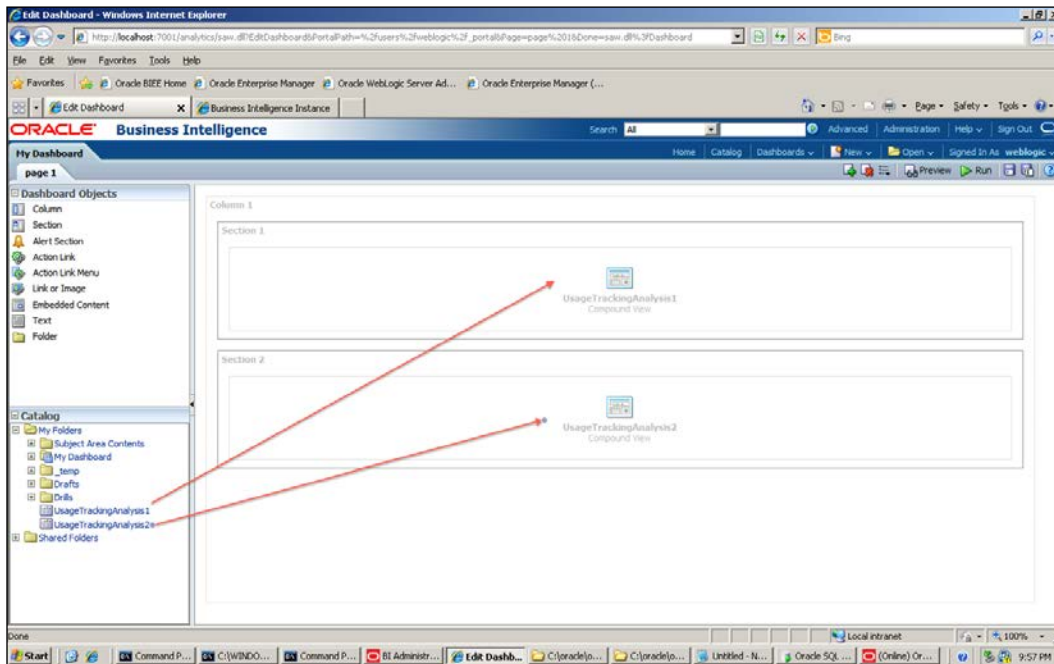 Edit Dashboard - Windows Internet Explorer
http://localhost:7001/analytics/saw.dll?EditDashboard&PortalPath=%2fusers%2fweblogic%2f_portal&Page=page%201&Done=saw.dll%3fDashboard
Bing
File Edit View Favorites Tools Help
Favorites Oracle BIEE Home Oracle Enterprise Manager Oracle WebLogic Server Ad... Oracle Enterprise Manager (...
Edit Dashboard Business Intelligence Instance Page Safety Tools
ORACLE Business Intelligence Search All Advanced Administration Help Sign Out
My Dashboard Home Catalog Dashboards New Open Signed In As weblogic
page 1 Preview Run
Dashboard Objects
Column
Section
Alert Section
Action Link
Action Link Menu
Link or Image
Embedded Content
Text
Folder
Column 1
Section 1
UsageTrackingAnalysis1
Compound View
Section 2
UsageTrackingAnalysis2
Compound View
Catalog
My Folders
Subject Area Contents
My Dashboard
_temp
Drafts
Drills
UsageTrackingAnalysis1
UsageTrackingAnalysis2
Shared Folders
Done Local intranet 100%
Start Command P... C:\WINDO... Command P... BI Administr... Edit Dashb... C:\oracle\o... C:\oracle\o... Untitled - N... Oracle SQL ... (Online) Or... 9:57 PM